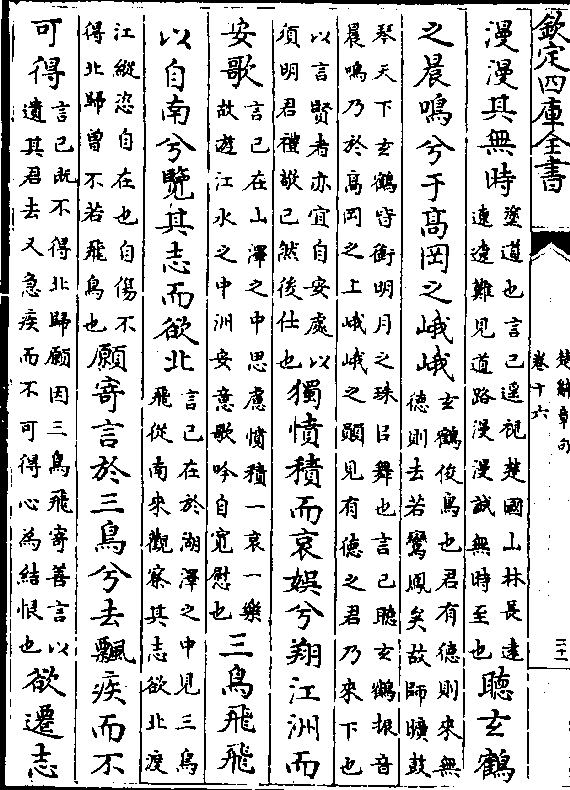 欽定四庫全書
楚辭章句
卷十六
漫漫其無時
塗道也言己遥視楚國山林長遠
遼遠難見道路漫漫誠無時至也
聽玄鶴
之晨鳴兮于高岡之峨峨
玄鶴俊鳥也君有德則來無
德則去若鸞鳳矣故師曠鼓
琴天下玄鶴皆銜明月之珠以舞也言己聽玄鶴振音
晨鳴乃於高岡之上峨峨之顛見有德之君乃來下也
以言賢者亦宜自安處以
須明君禮敬已然後仕也
獨憤積而哀娛兮翔江洲而
安歌
言己在山澤之中思慮憤積一哀一樂
故遊江水之中洲安意歌吟自寛慰也
三鳥飛飛
以自南兮覽其志而欲北
言己在於湖澤之中見三鳥
飛從南來觀察其志欲北渡
江縱恣自在也自傷不
得北歸曾不若飛鳥也
願寄言於三鳥兮去飄疾而不
可得
言己既不得北歸願因三鳥飛寄善言以
遺其君去又急疾而不可得心為結恨也
欲遷志